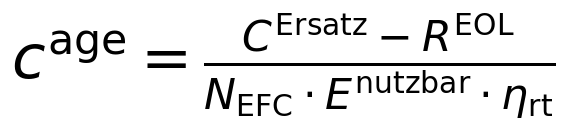 c^age = (C^Ersatz − R^EOL) / (N_EFC · E^nutzbar · η_rt)